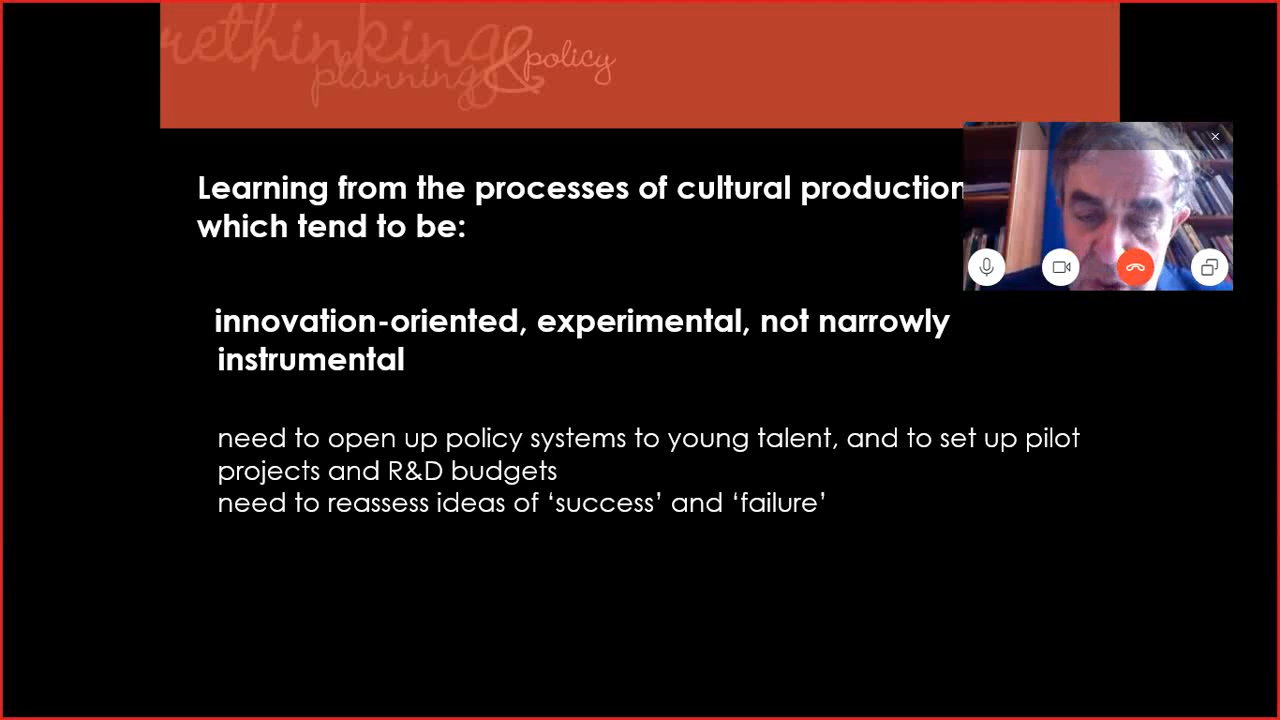 rethinking
planning & policy
Learning from the processes of cultural production
which tend to be:
innovation-oriented, experimental, not narrowly
instrumental
need to open up policy systems to young talent, and to set up pilot
projects and R&D budgets
need to reassess ideas of ‘success’ and ‘failure’